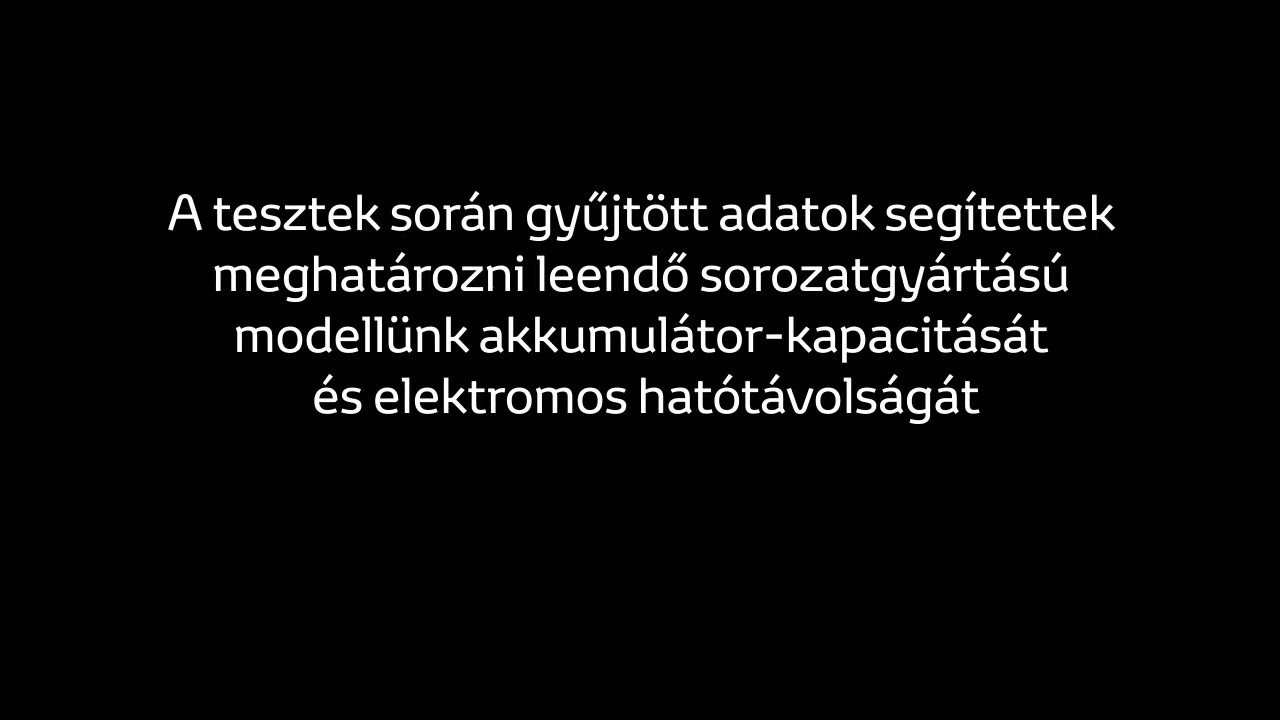 A tesztek során gyűjtött adatok segítettek
meghatározni leendő sorozatgyártású
modellünk akkumulátor-kapacitását
és elektromos hatótávolságát